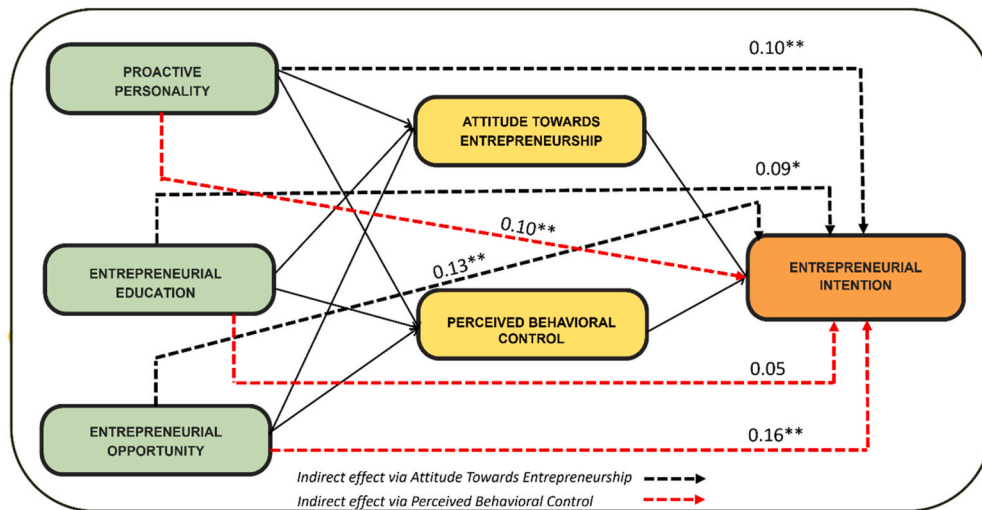 0.10**
PROACTIVE
PERSONALITY
ATTITUDE TOWARDS
ENTREPRENEURSHIP
0.09*
0.10**
0.13**
ENTREPRENEURIAL
EDUCATION
ENTREPRENEURIAL
INTENTION
PERCEIVED BEHAVIORAL
CONTROL
0.05
ENTREPRENEURIAL
OPPORTUNITY
0.16**
Indirect effect via Attitude Towards Entrepreneurship
Indirect effect via Perceived Behavioral Control